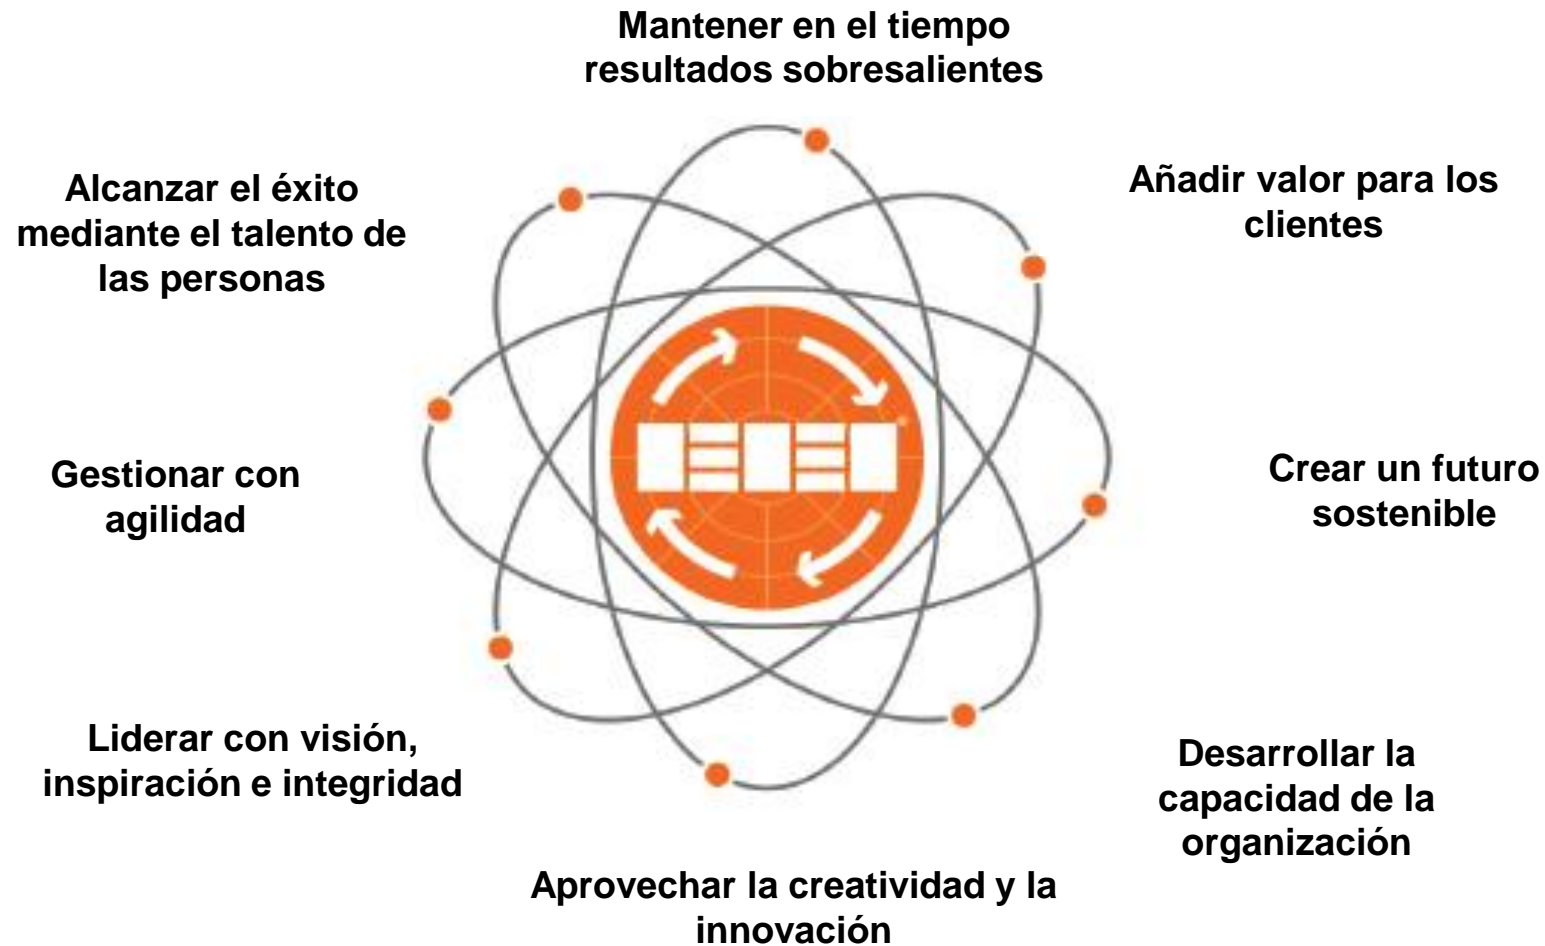 Mantener en el tiempo
resultados sobresalientes
Añadir valor para los
clientes
Crear un futuro
sostenible
Desarrollar la
capacidad de la
organización
Aprovechar la creatividad y la
innovación
Liderar con visión,
inspiración e integridad
Gestionar con
agilidad
Alcanzar el éxito
mediante el talento de
las personas